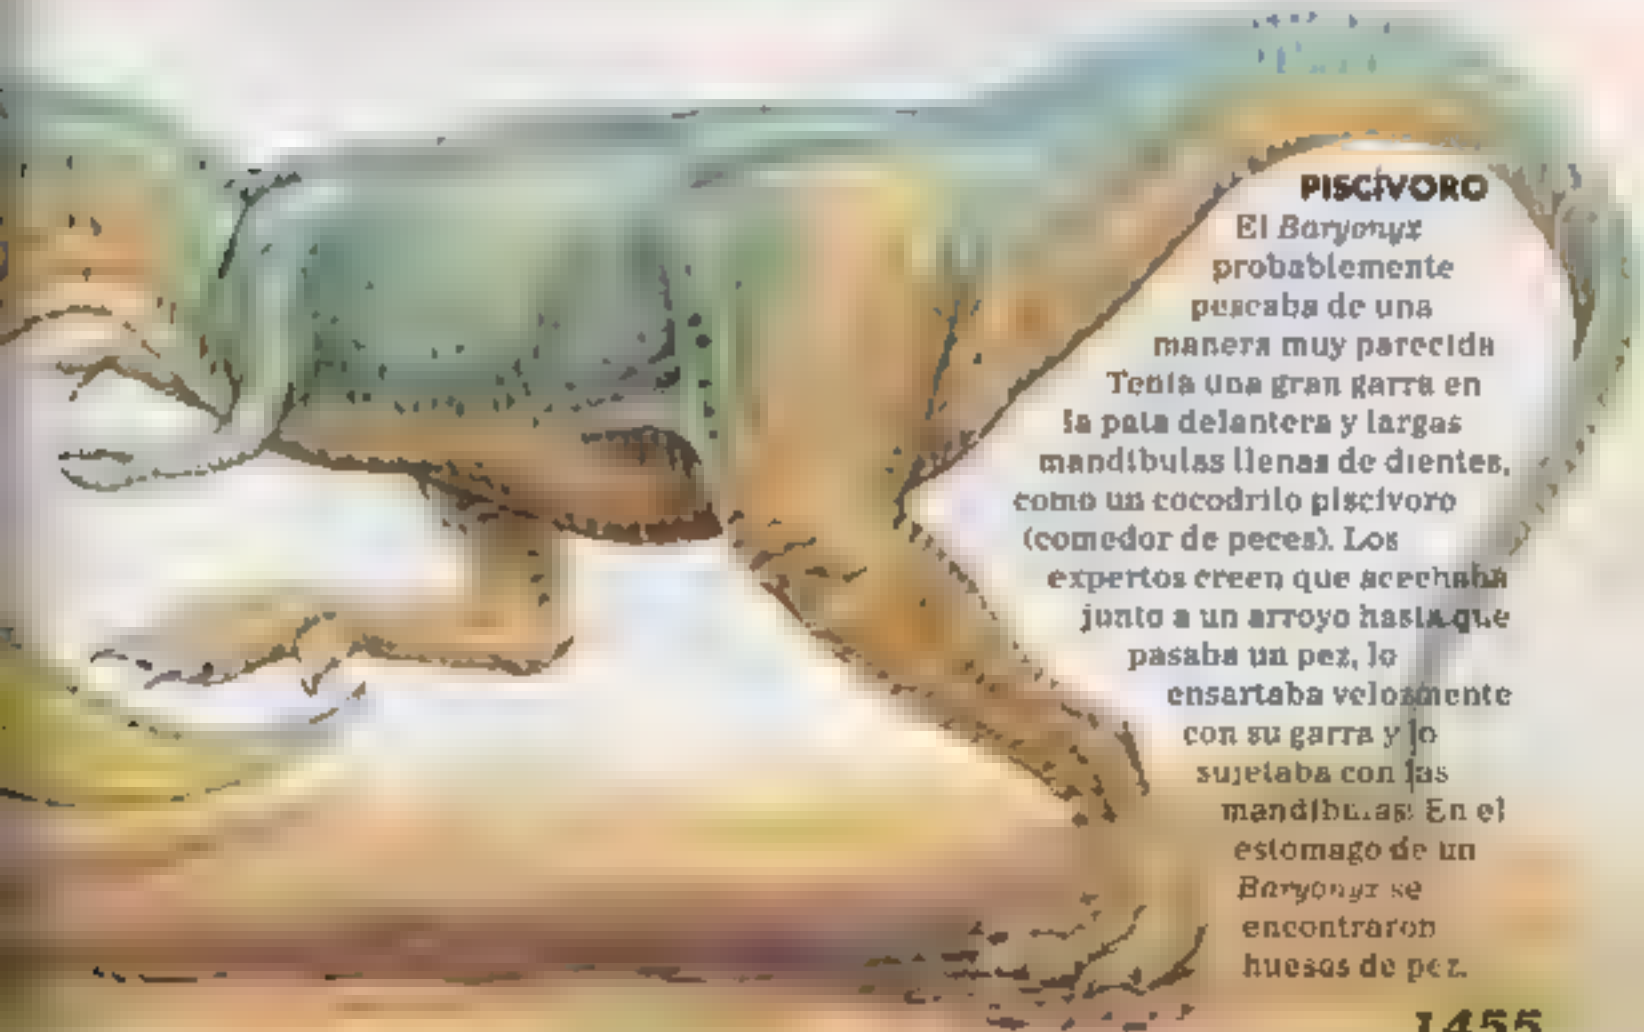 PISCÍVORO
El Baryonyx
probablemente
pescaba de una
manera muy parecida
Tenía una gran garra en
la pata delantera y largas
mandíbulas llenas de dientes,
como un cocodrilo piscívoro
(comedor de peces). Los
expertos creen que acechaba
junto a un arroyo hasta que
pasaba un pez, lo
ensartaba velozmente
con su garra y lo
sujetaba con las
mandíbulas. En el
estomago de un
Baryonyx se
encontraron
huesos de pez.
1455